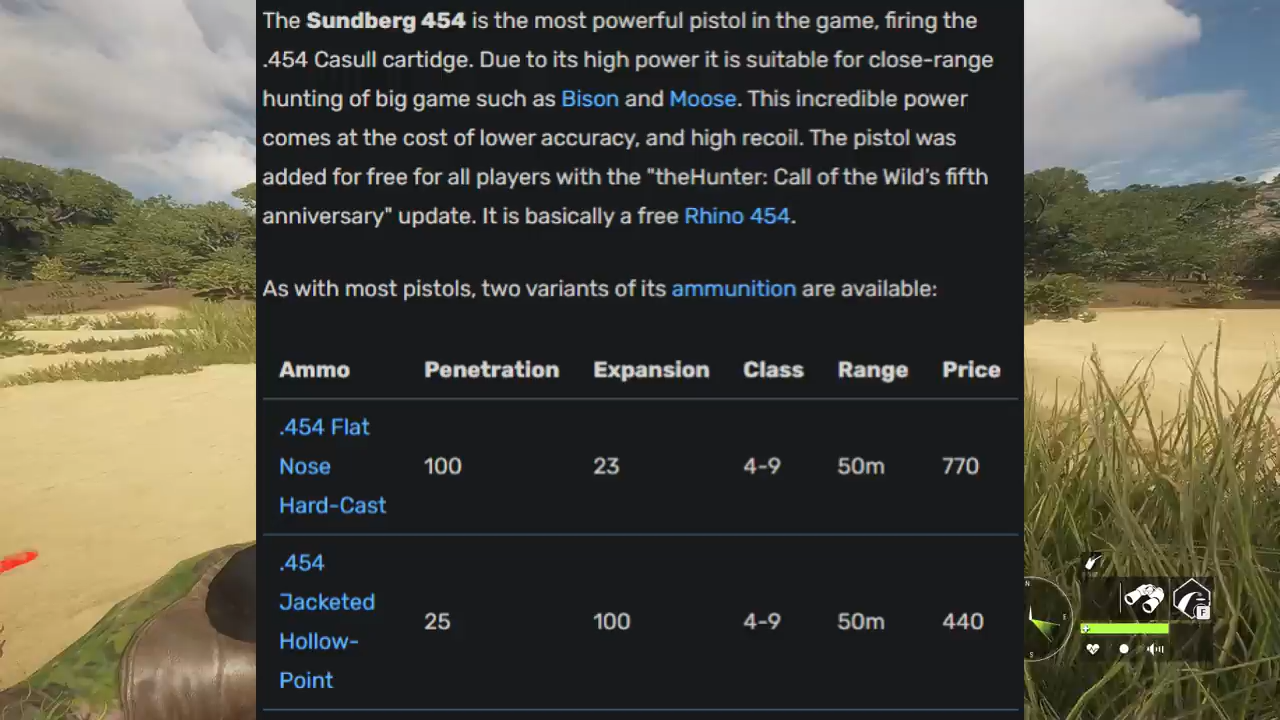 The Sundberg 454 is the most powerful pistol in the game, firing the
.454 Casull cartidge. Due to its high power it is suitable for close-range
hunting of big game such as Bison and Moose. This incredible power
comes at the cost of lower accuracy, and high recoil. The pistol was
added for free for all players with the "theHunter: Call of the Wild's fifth
anniversary" update. It is basically a free Rhino 454.
As with most pistols, two variants of its ammunition are available:
Ammo Penetration Expansion Class Range Price
.454 Flat
Nose 100 23 4-9 50m 770
Hard-Cast
.454
Jacketed
25 100 4-9 50m 440
Hollow-
Point
N
E
S
F